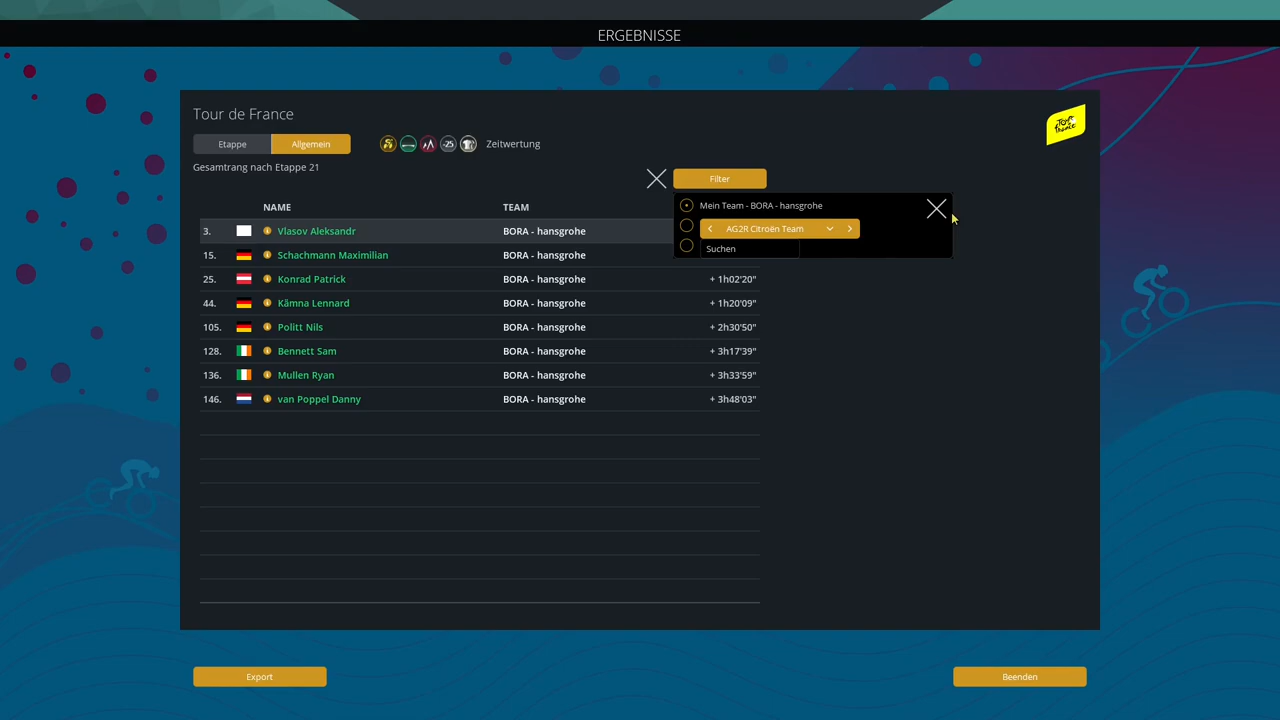 ERGEBNISSE
Tour de France
Etappe Allgemein -25 Zeitwertung
Gesamtrang nach Etappe 21
Filter
Mein Team - BORA - hansgrohe
AG2R Citroën Team
Suchen
NAME TEAM
3. Vlasov Aleksandr BORA - hansgrohe
15. Schachmann Maximilian BORA - hansgrohe
25. Konrad Patrick BORA - hansgrohe + 1h02'20"
44. Kämna Lennard BORA - hansgrohe + 1h20'09"
105. Politt Nils BORA - hansgrohe + 2h30'50"
128. Bennett Sam BORA - hansgrohe + 3h17'39"
136. Mullen Ryan BORA - hansgrohe + 3h33'59"
146. van Poppel Danny BORA - hansgrohe + 3h48'03"
Export Beenden